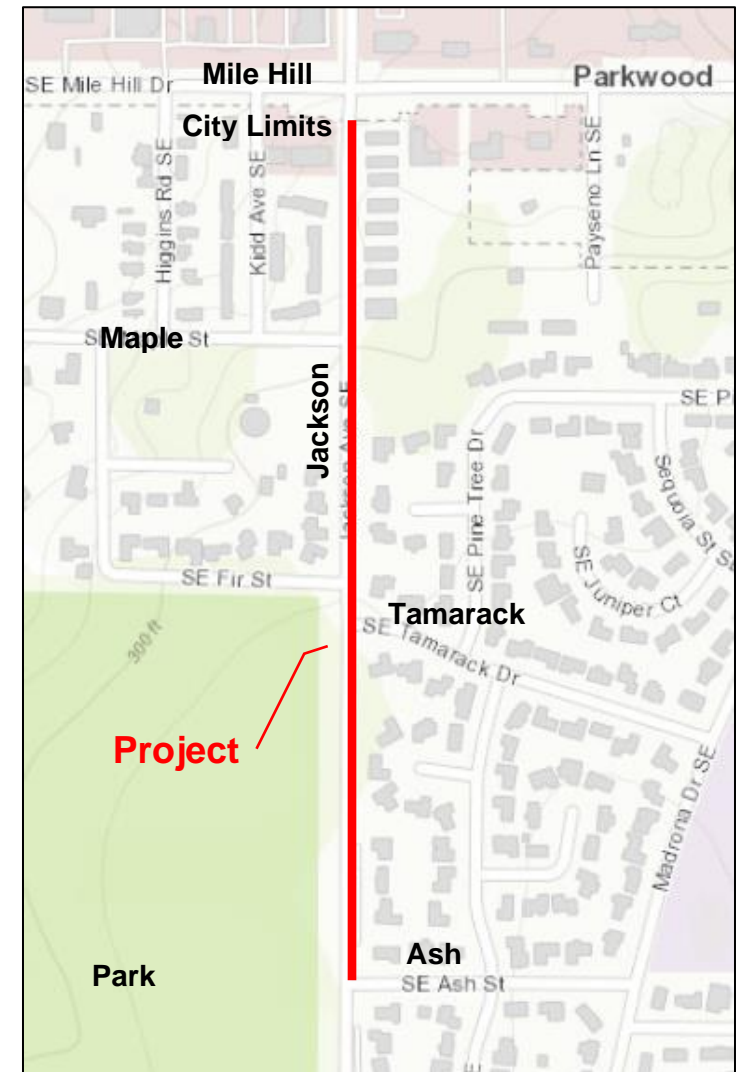 Mile Hill
Parkwood
SE Mile Hill Dr
City Limits
Higgins Rd SE
Kidd Ave SE
Payseno Ln SE
Maple
St
Jackson
Jackson Ave SE
SE Pine Tree Dr
SE P
Sequoia St S
SE Juniper Ct
SE Fir St
300 ft
Tamarack
SE Tamarack Dr
Project
Madrona Dr SE
Ash
Park
SE Ash St